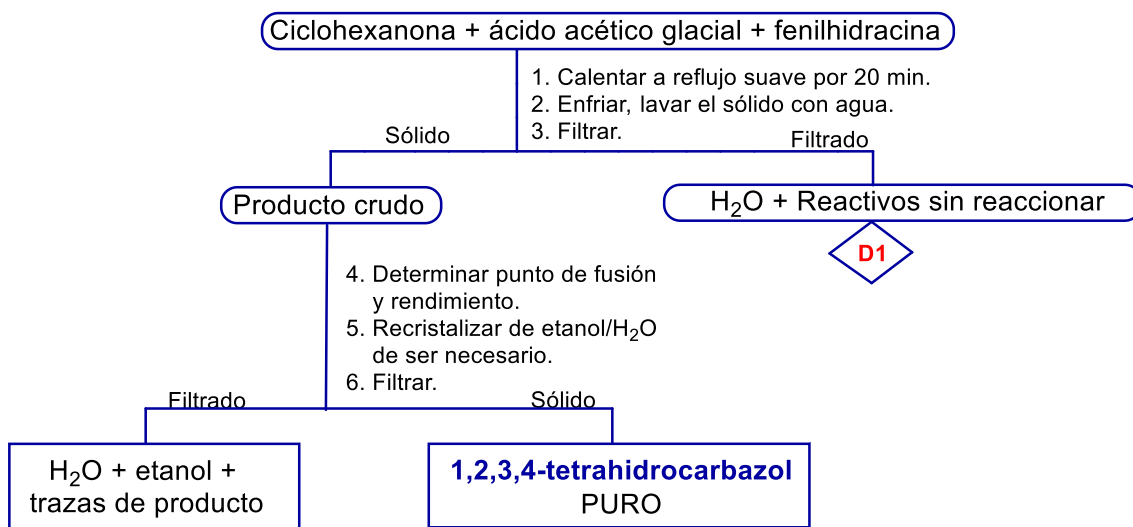 Ciclohexanona + ácido acético glacial + fenilhidracina
1. Calentar a reflujo suave por 20 min.
2. Enfriar, lavar el sólido con agua.
3. Filtrar.
Sólido
Filtrado
Producto crudo
H₂O + Reactivos sin reaccionar
D1
4. Determinar punto de fusión
y rendimiento.
5. Recristalizar de etanol/H₂O
de ser necesario.
6. Filtrar.
Filtrado
Sólido
H₂O + etanol +
trazas de producto
1,2,3,4-tetrahidrocarbazol
PURO